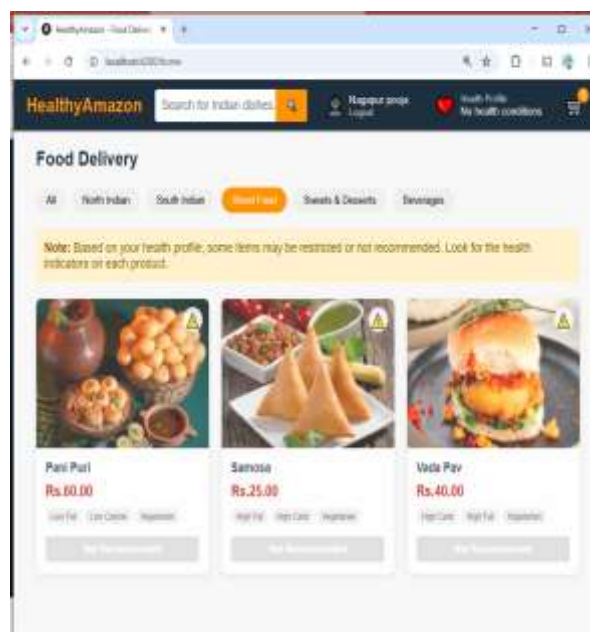 HealthyAmazon - Food Deliv
HealthyAmazon
Search for Indian dishes.
Nagapur pooja
Logout
Health Profile
No health conditions
0
Food Delivery
All
North Indian
South Indian
Street Food
Sweets & Desserts
Beverages
Note: Based on your health profile, some items may be restricted or not recommended. Look for the health
indicators on each product.
Pani Puri
Rs.60.00
Low Fat
Low Calorie
Vegetarian
Not Recommended
Samosa
Rs.25.00
High Fat
High Carb
Vegetarian
Not Recommended
Vada Pav
Rs.40.00
High Carb
High Fat
Vegetarian
Not Recommended